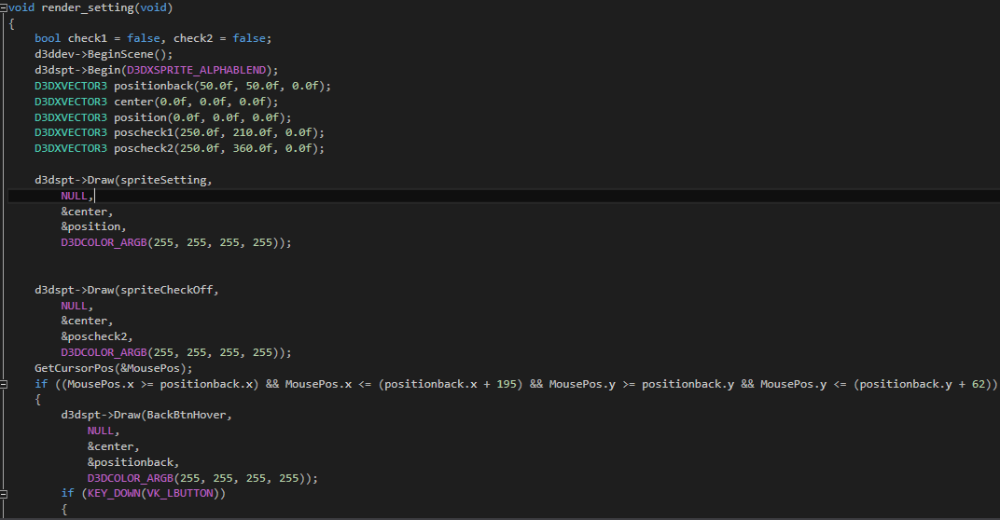 void render_setting(void)
{
    bool check1 = false, check2 = false;
    d3ddev->BeginScene();
    d3dspt->Begin(D3DXSPRITE_ALPHABLEND);
    D3DXVECTOR3 positionback(50.0f, 50.0f, 0.0f);
    D3DXVECTOR3 center(0.0f, 0.0f, 0.0f);
    D3DXVECTOR3 position(0.0f, 0.0f, 0.0f);
    D3DXVECTOR3 poscheck1(250.0f, 210.0f, 0.0f);
    D3DXVECTOR3 poscheck2(250.0f, 360.0f, 0.0f);

    d3dspt->Draw(spriteSetting,
        NULL,
        &center,
        &position,
        D3DCOLOR_ARGB(255, 255, 255, 255));


    d3dspt->Draw(spriteCheckOff,
        NULL,
        &center,
        &poscheck2,
        D3DCOLOR_ARGB(255, 255, 255, 255));
    GetCursorPos(&MousePos);
    if ((MousePos.x >= positionback.x) && MousePos.x <= (positionback.x + 195) && MousePos.y >= positionback.y && MousePos.y <= (positionback.y + 62))
    {
        d3dspt->Draw(BackBtnHover,
            NULL,
            &center,
            &positionback,
            D3DCOLOR_ARGB(255, 255, 255, 255));
        if (KEY_DOWN(VK_LBUTTON))
        {